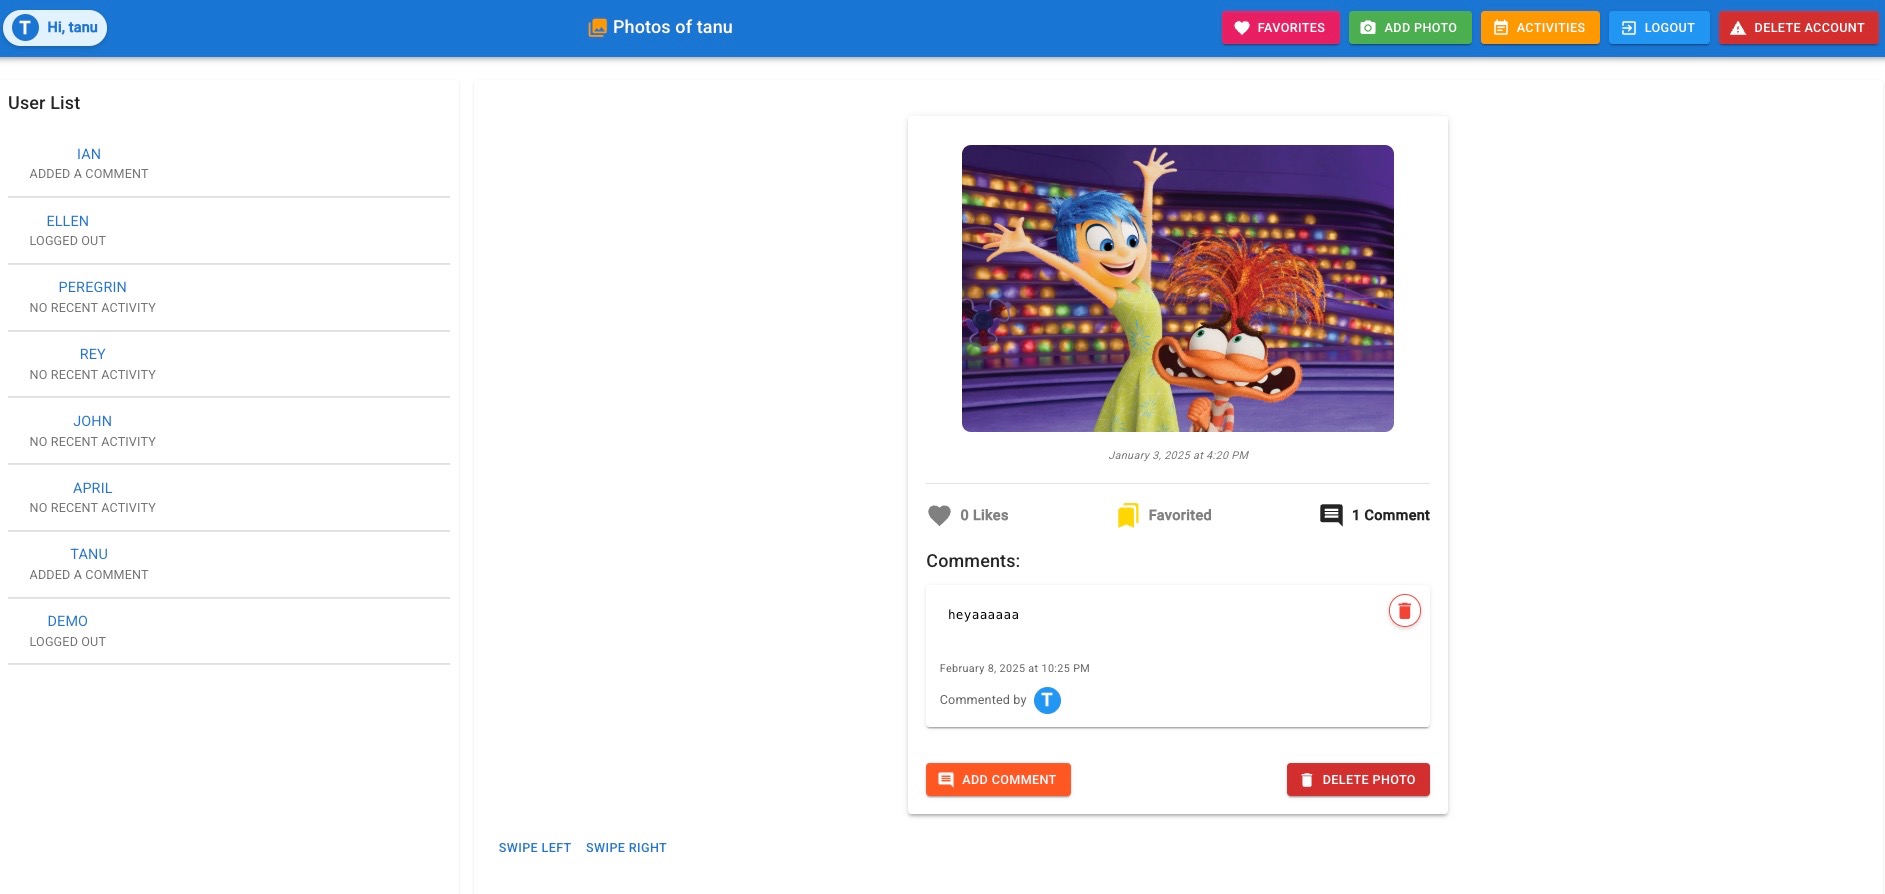 T Hi, tanu
Photos of tanu
FAVORITES
ADD PHOTO
ACTIVITIES
LOGOUT
DELETE ACCOUNT
User List
IAN
ADDED A COMMENT
ELLEN
LOGGED OUT
PEREGRIN
NO RECENT ACTIVITY
REY
NO RECENT ACTIVITY
JOHN
NO RECENT ACTIVITY
APRIL
NO RECENT ACTIVITY
TANU
ADDED A COMMENT
DEMO
LOGGED OUT
January 3, 2025 at 4:20 PM
0 Likes
Favorited
1 Comment
Comments:
heyaaaaaa
February 8, 2025 at 10:25 PM
Commented by T
ADD COMMENT
DELETE PHOTO
SWIPE LEFT
SWIPE RIGHT